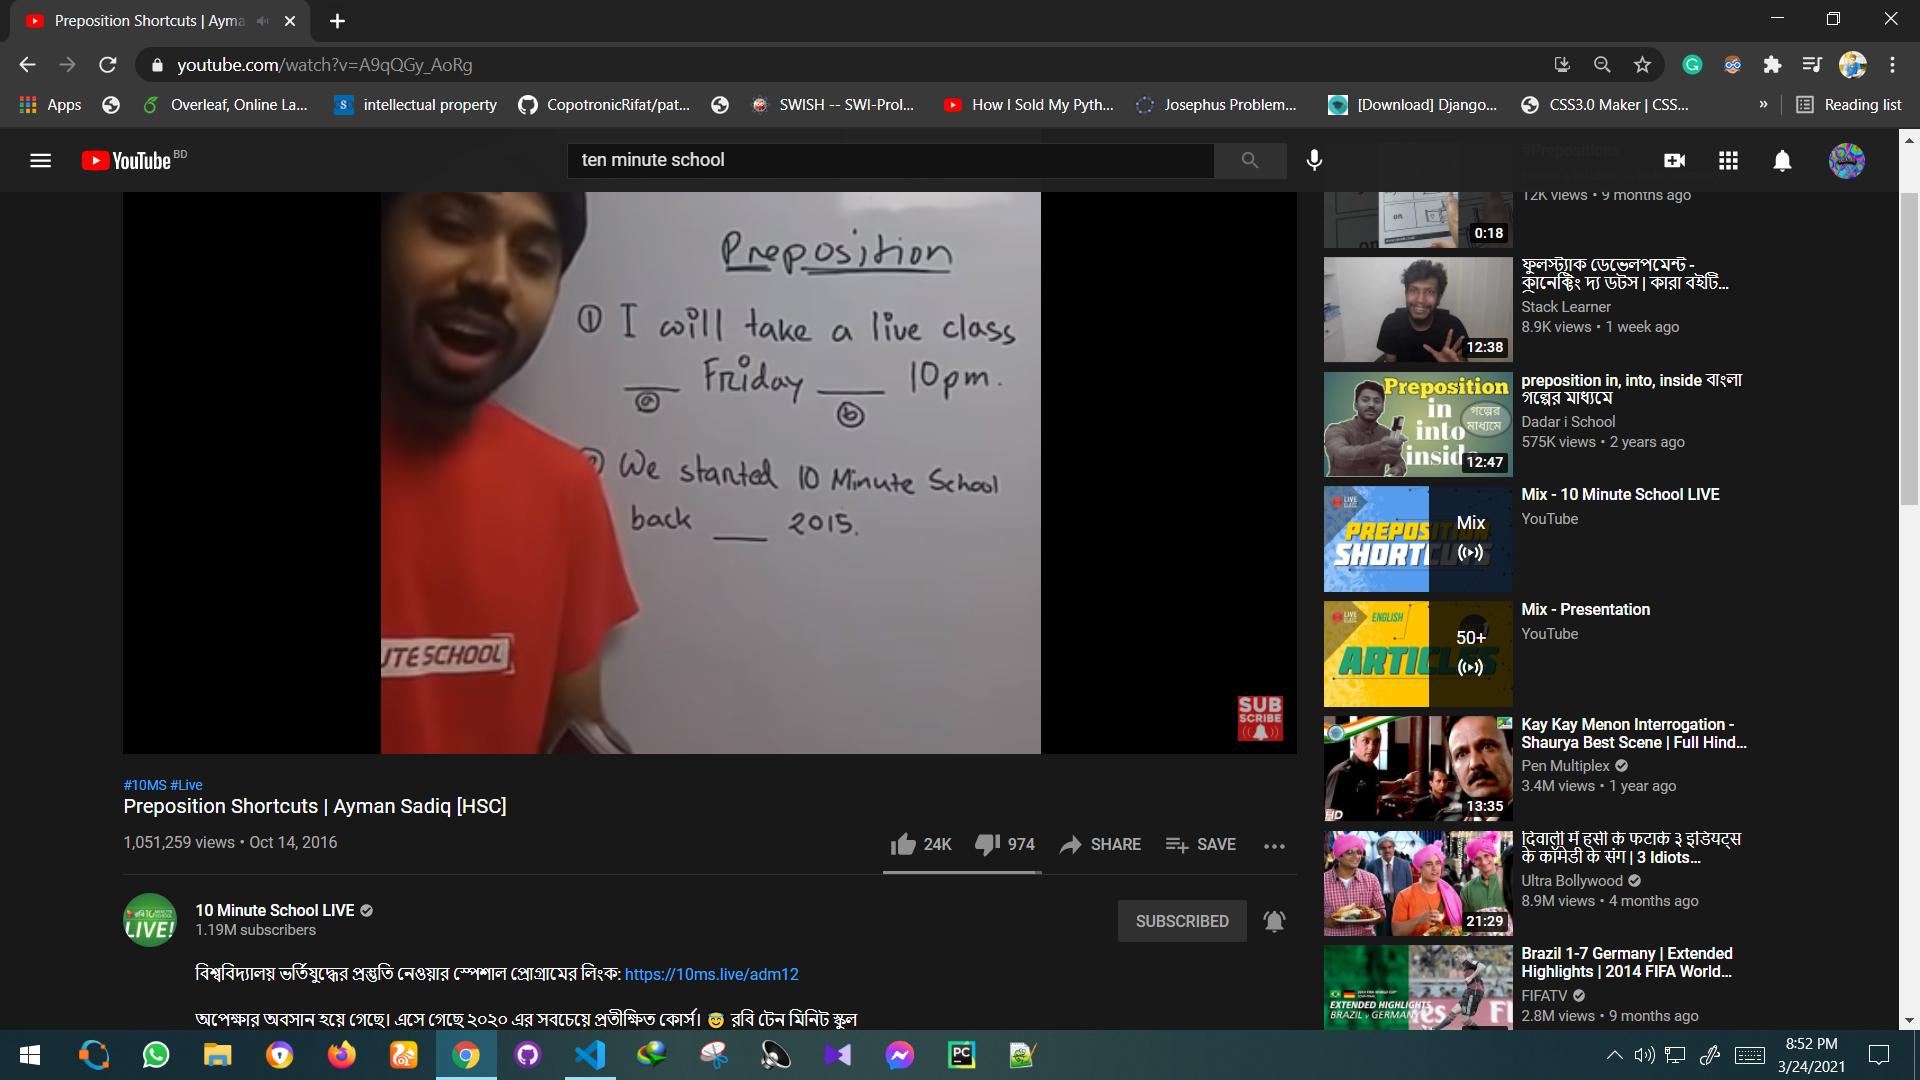 Preposition Shortcuts | Ayma
youtube.com/watch?v=A9qQGy_AoRg
Apps
Overleaf, Online La...
intellectual property
CopotronicRifat/pat...
SWISH -- SWI-Prol...
How I Sold My Pyth...
Josephus Problem...
[Download] Django...
CSS3.0 Maker | CSS...
»
Reading list
YouTube BD
ten minute school
#Prepositions
12K views • 9 months ago
on
0:18
Preposition
① I will take a live class
___ Friday ___ 10pm.
ⓐ ⓑ
We started 10 Minute School
back ___ 2015.
UTE SCHOOL
SUB
SCRIBE
ফুলস্ট্যাক ডেভেলপমেন্ট -
কানেক্টিং দ্য ডটস | কারা বইটি...
Stack Learner
8.9K views • 1 week ago
12:38
Preposition
in
into
inside
গল্পের
মাধ্যমে
12:47
preposition in, into, inside বাংলা
গল্পের মাধ্যমে
Dadar i School
575K views • 2 years ago
LIVE
CLASS
PREPOSITION
SHORTCUTS
Mix
Mix - 10 Minute School LIVE
YouTube
LIVE
CLASS
ENGLISH
ARTICLES
50+
Mix - Presentation
YouTube
HD
13:35
Kay Kay Menon Interrogation -
Shaurya Best Scene | Full Hind...
Pen Multiplex
3.4M views • 1 year ago
21:29
दिवाली में हंसी के फटाके ३ इडियट्स
के कॉमेडी के संग | 3 Idiots...
Ultra Bollywood
8.9M views • 4 months ago
EXTENDED HIGHLIGHTS
BRAZIL v GERMANY
Brazil 1-7 Germany | Extended
Highlights | 2014 FIFA World...
FIFATV
2.8M views • 9 months ago
#10MS #Live
Preposition Shortcuts | Ayman Sadiq [HSC]
1,051,259 views • Oct 14, 2016
24K 974 SHARE SAVE
LIVE!
10 Minute School LIVE
1.19M subscribers
SUBSCRIBED
বিশ্ববিদ্যালয় ভর্তিযুদ্ধের প্রস্তুতি নেওয়ার স্পেশাল প্রোগ্রামের লিংক: https://10ms.live/adm12
অপেক্ষার অবসান হয়ে গেছে। এসে গেছে ২০২০ এর সবচেয়ে প্রতীক্ষিত কোর্স। 😇 রবি টেন মিনিট স্কুল
PC
8:52 PM
3/24/2021